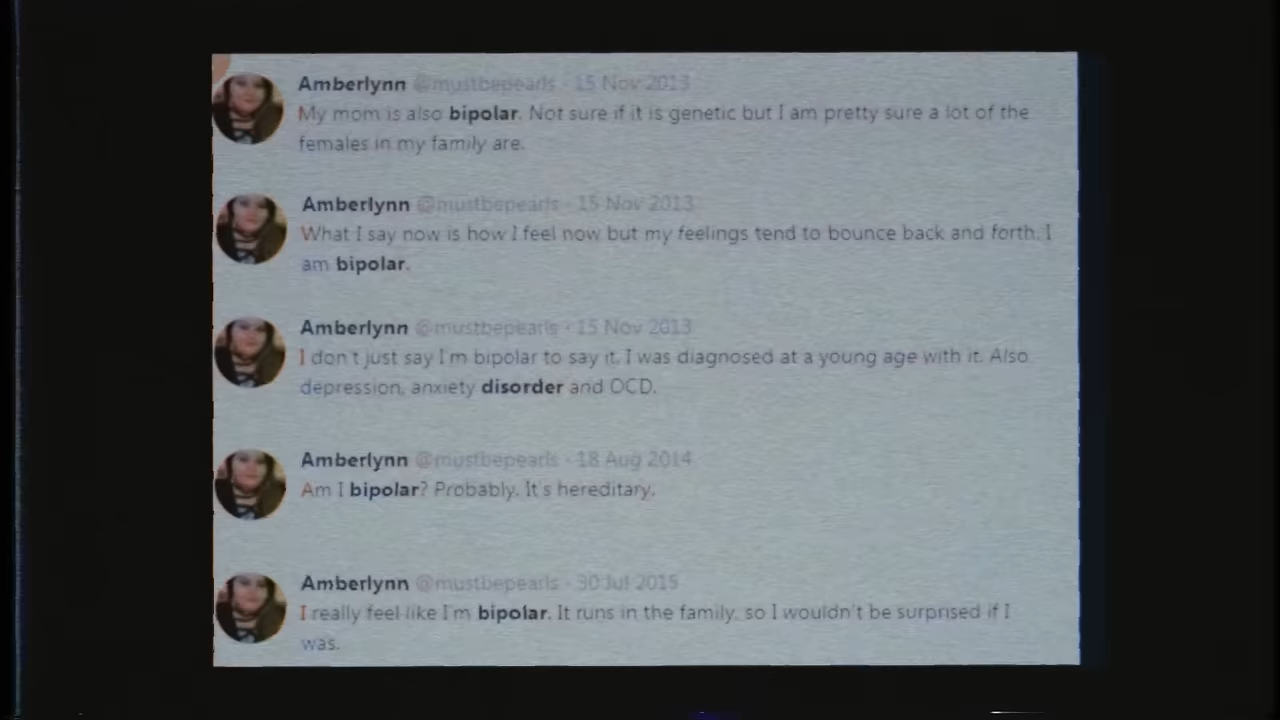 Amberlynn @mustbepearls · 15 Nov 2013
My mom is also bipolar. Not sure if it is genetic but I am pretty sure a lot of the
females in my family are.
Amberlynn @mustbepearls · 15 Nov 2013
What I say now is how I feel now but my feelings tend to bounce back and forth. I
am bipolar.
Amberlynn @mustbepearls · 15 Nov 2013
I don't just say I'm bipolar to say it. I was diagnosed at a young age with it. Also
depression, anxiety disorder and OCD.
Amberlynn @mustbepearls · 18 Aug 2014
Am I bipolar? Probably. It's hereditary.
Amberlynn @mustbepearls · 30 Jul 2015
I really feel like I'm bipolar. It runs in the family, so I wouldn't be surprised if I
was.